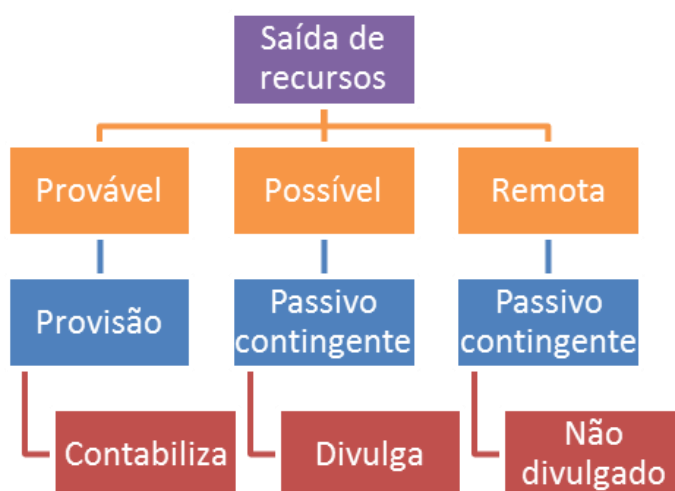 Saída de
recursos
Provável
Possível
Remota
Provisão
Passivo
contingente
Passivo
contingente
Contabiliza
Divulga
Não
divulgado